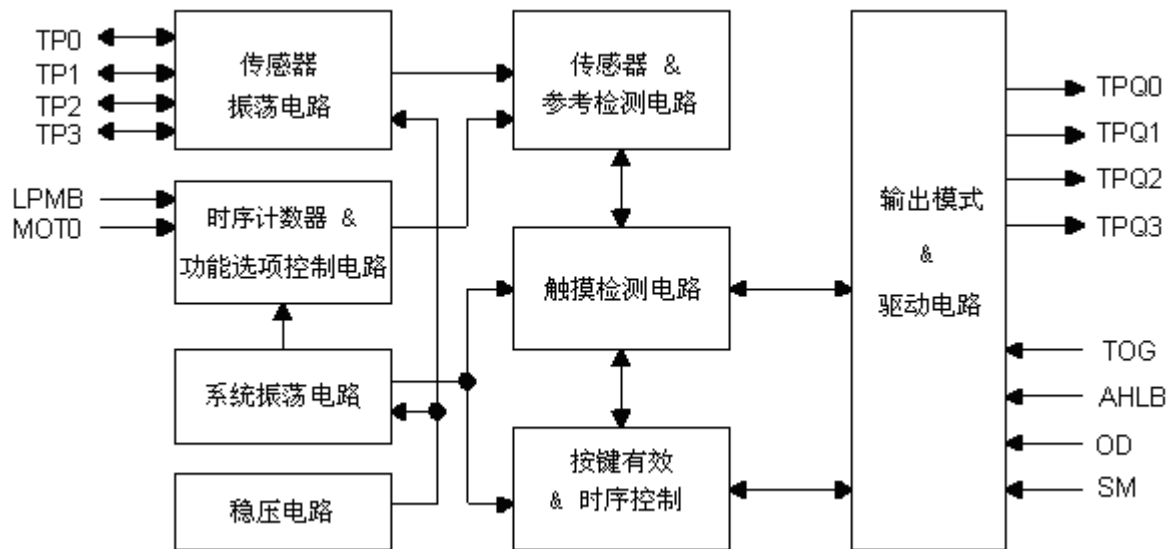 TP0
TP1
TP2
TP3
传感器
振荡电路
传感器 &
参考检测电路
LPMB
MOT0
时序计数器 &
功能选项控制电路
触摸检测电路
系统振荡电路
稳压电路
按键有效
& 时序控制
输出模式
&
驱动电路
TPQ0
TPQ1
TPQ2
TPQ3
TOG
AHLB
OD
SM